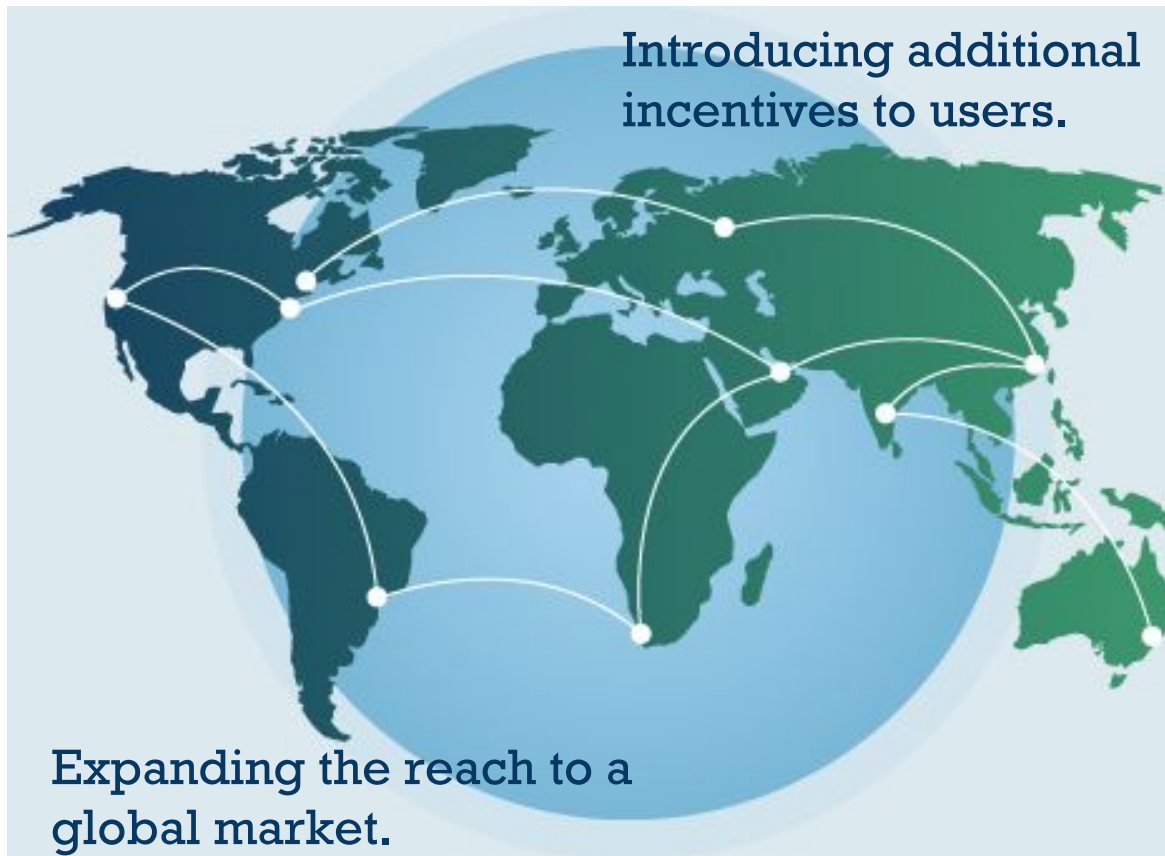 Introducing additional
incentives to users.
Expanding the reach to a
global market.